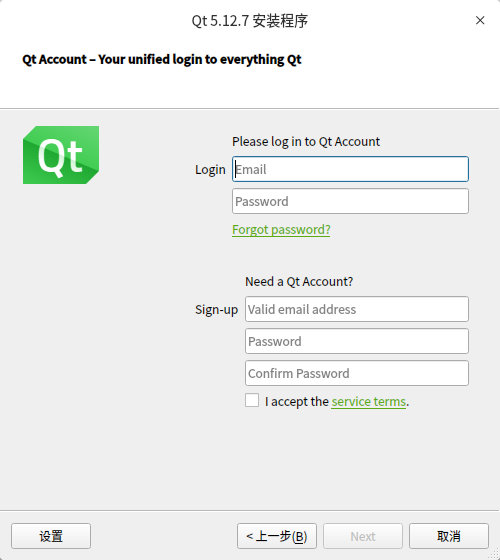 Qt 5.12.7 安装程序
Qt Account – Your unified login to everything Qt
Qt
Please log in to Qt Account
Login
Email
Password
Forgot password?
Need a Qt Account?
Sign-up
Valid email address
Password
Confirm Password
I accept the service terms.
设置
< 上一步(B)
Next
取消